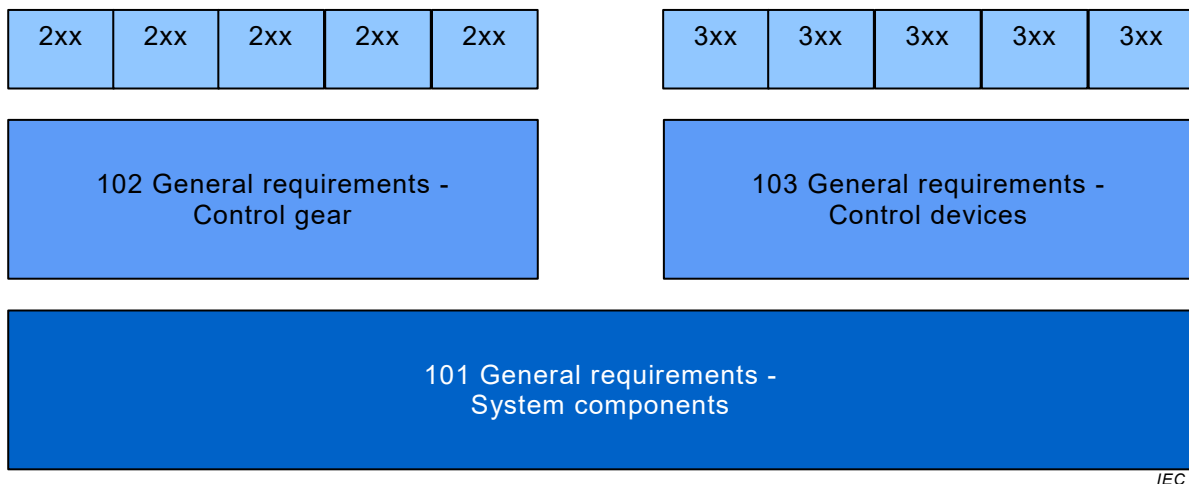 2xx 2xx 2xx 2xx 2xx 3xx 3xx 3xx 3xx 3xx
102 General requirements -
Control gear
103 General requirements -
Control devices
101 General requirements -
System components
IEC